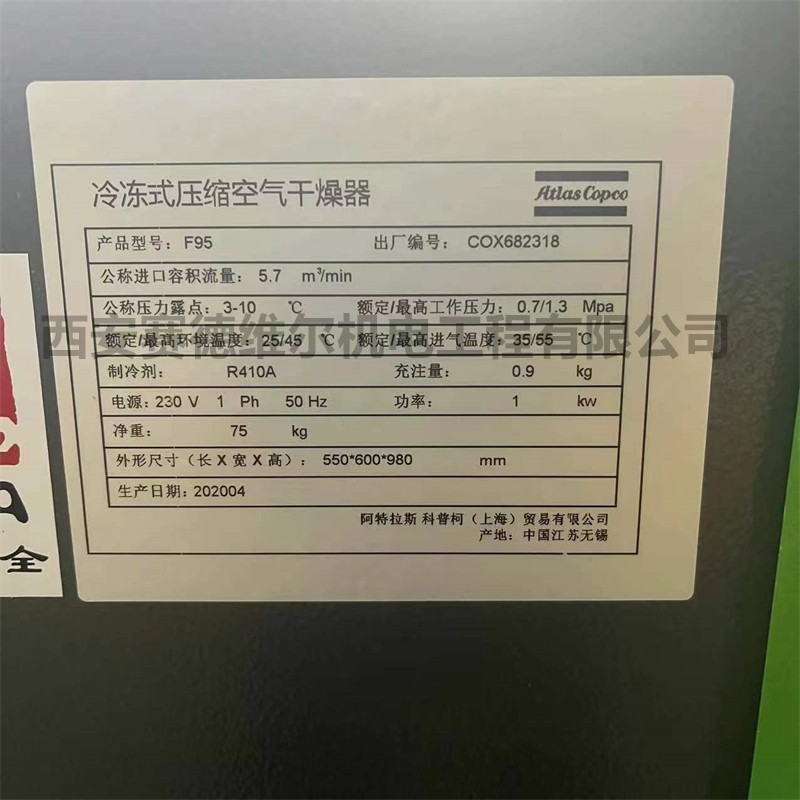 冷冻式压缩空气干燥器
Atlas Copco
产品型号: F95 出厂编号: COX682318
公称进口容积流量: 5.7 m³/min
公称压力露点: 3-10 ℃ 额定/最高工作压力: 0.7/1.3 Mpa
西安赛德维尔机电工程有限公司
额定/最高环境温度: 25/45 ℃ 额定/最高进气温度: 35/55 ℃
制冷剂: R410A 充注量: 0.9 kg
电源: 230 V 1 Ph 50 Hz 功率: 1 kw
净重: 75 kg
外形尺寸(长X宽X高): 550*600*980 mm
生产日期: 202004
阿特拉斯 科普柯(上海)贸易有限公司
产地: 中国江苏无锡
A
全